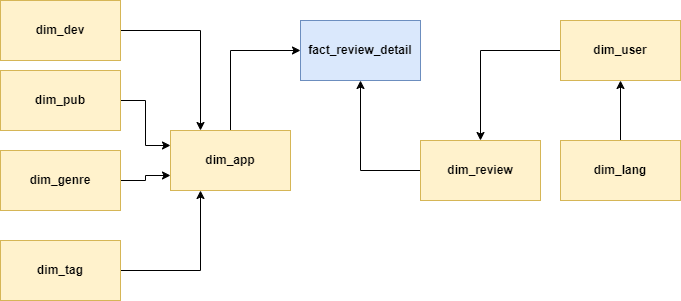 dim_dev
fact_review_detail
dim_user
dim_pub
dim_app
dim_review
dim_lang
dim_genre
dim_tag